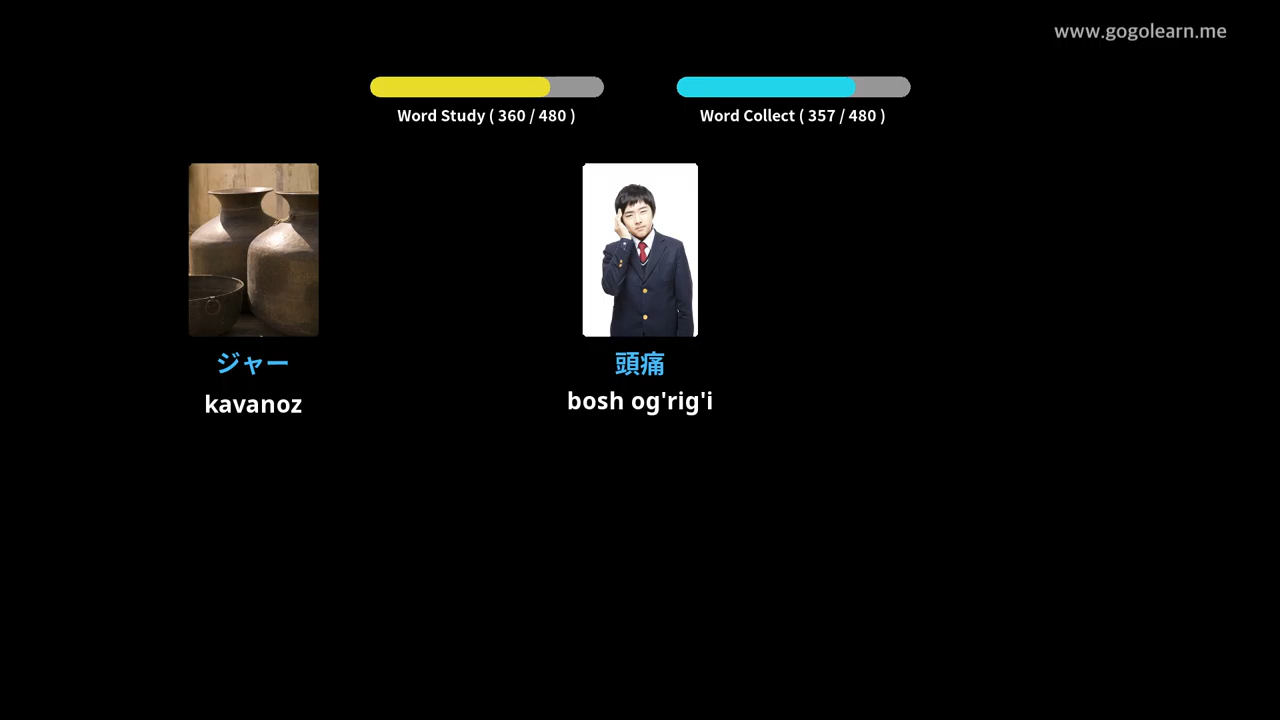 www.gogolearn.me
Word Study ( 360 / 480 )
Word Collect ( 357 / 480 )
ジャー
kavanoz
頭痛
bosh og'rig'i